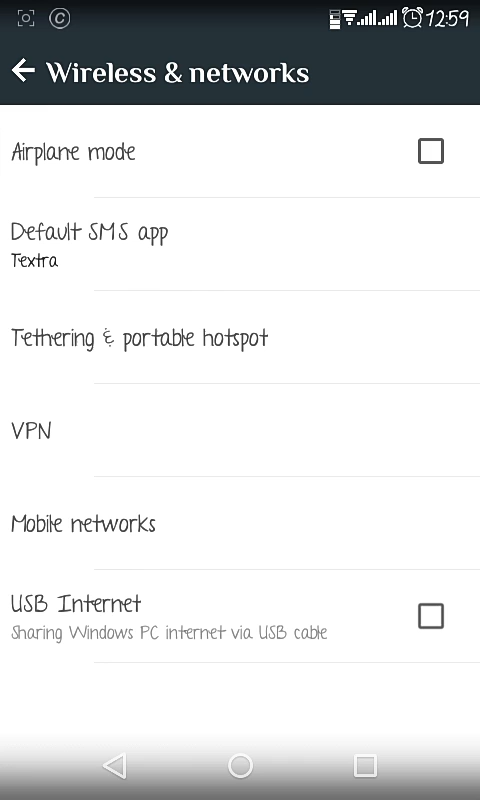 © 12:59
Wireless & networks
Airplane mode
Default SMS app
Textra
Tethering & portable hotspot
VPN
Mobile networks
USB Internet
Sharing Windows PC internet via USB cable